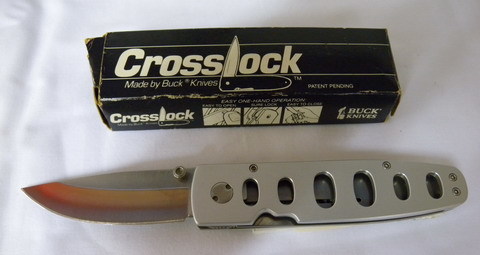 CrossLock™
Made by Buck® Knives
PATENT PENDING
EASY ONE-HAND OPERATION
EASY TO OPEN SURE LOCK EASY TO CLOSE
CrossLock
BUCK®
KNIVES